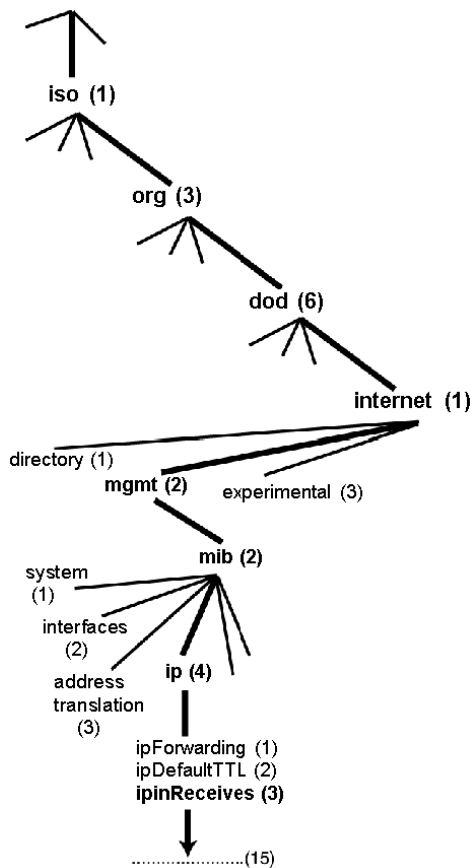 iso (1)
org (3)
dod (6)
internet (1)
directory (1)
mgmt (2)
experimental (3)
mib (2)
system
(1)
interfaces
(2)
address
translation
(3)
ip (4)
ipForwarding (1)
ipDefaultTTL (2)
ipinReceives (3)
........................(15)